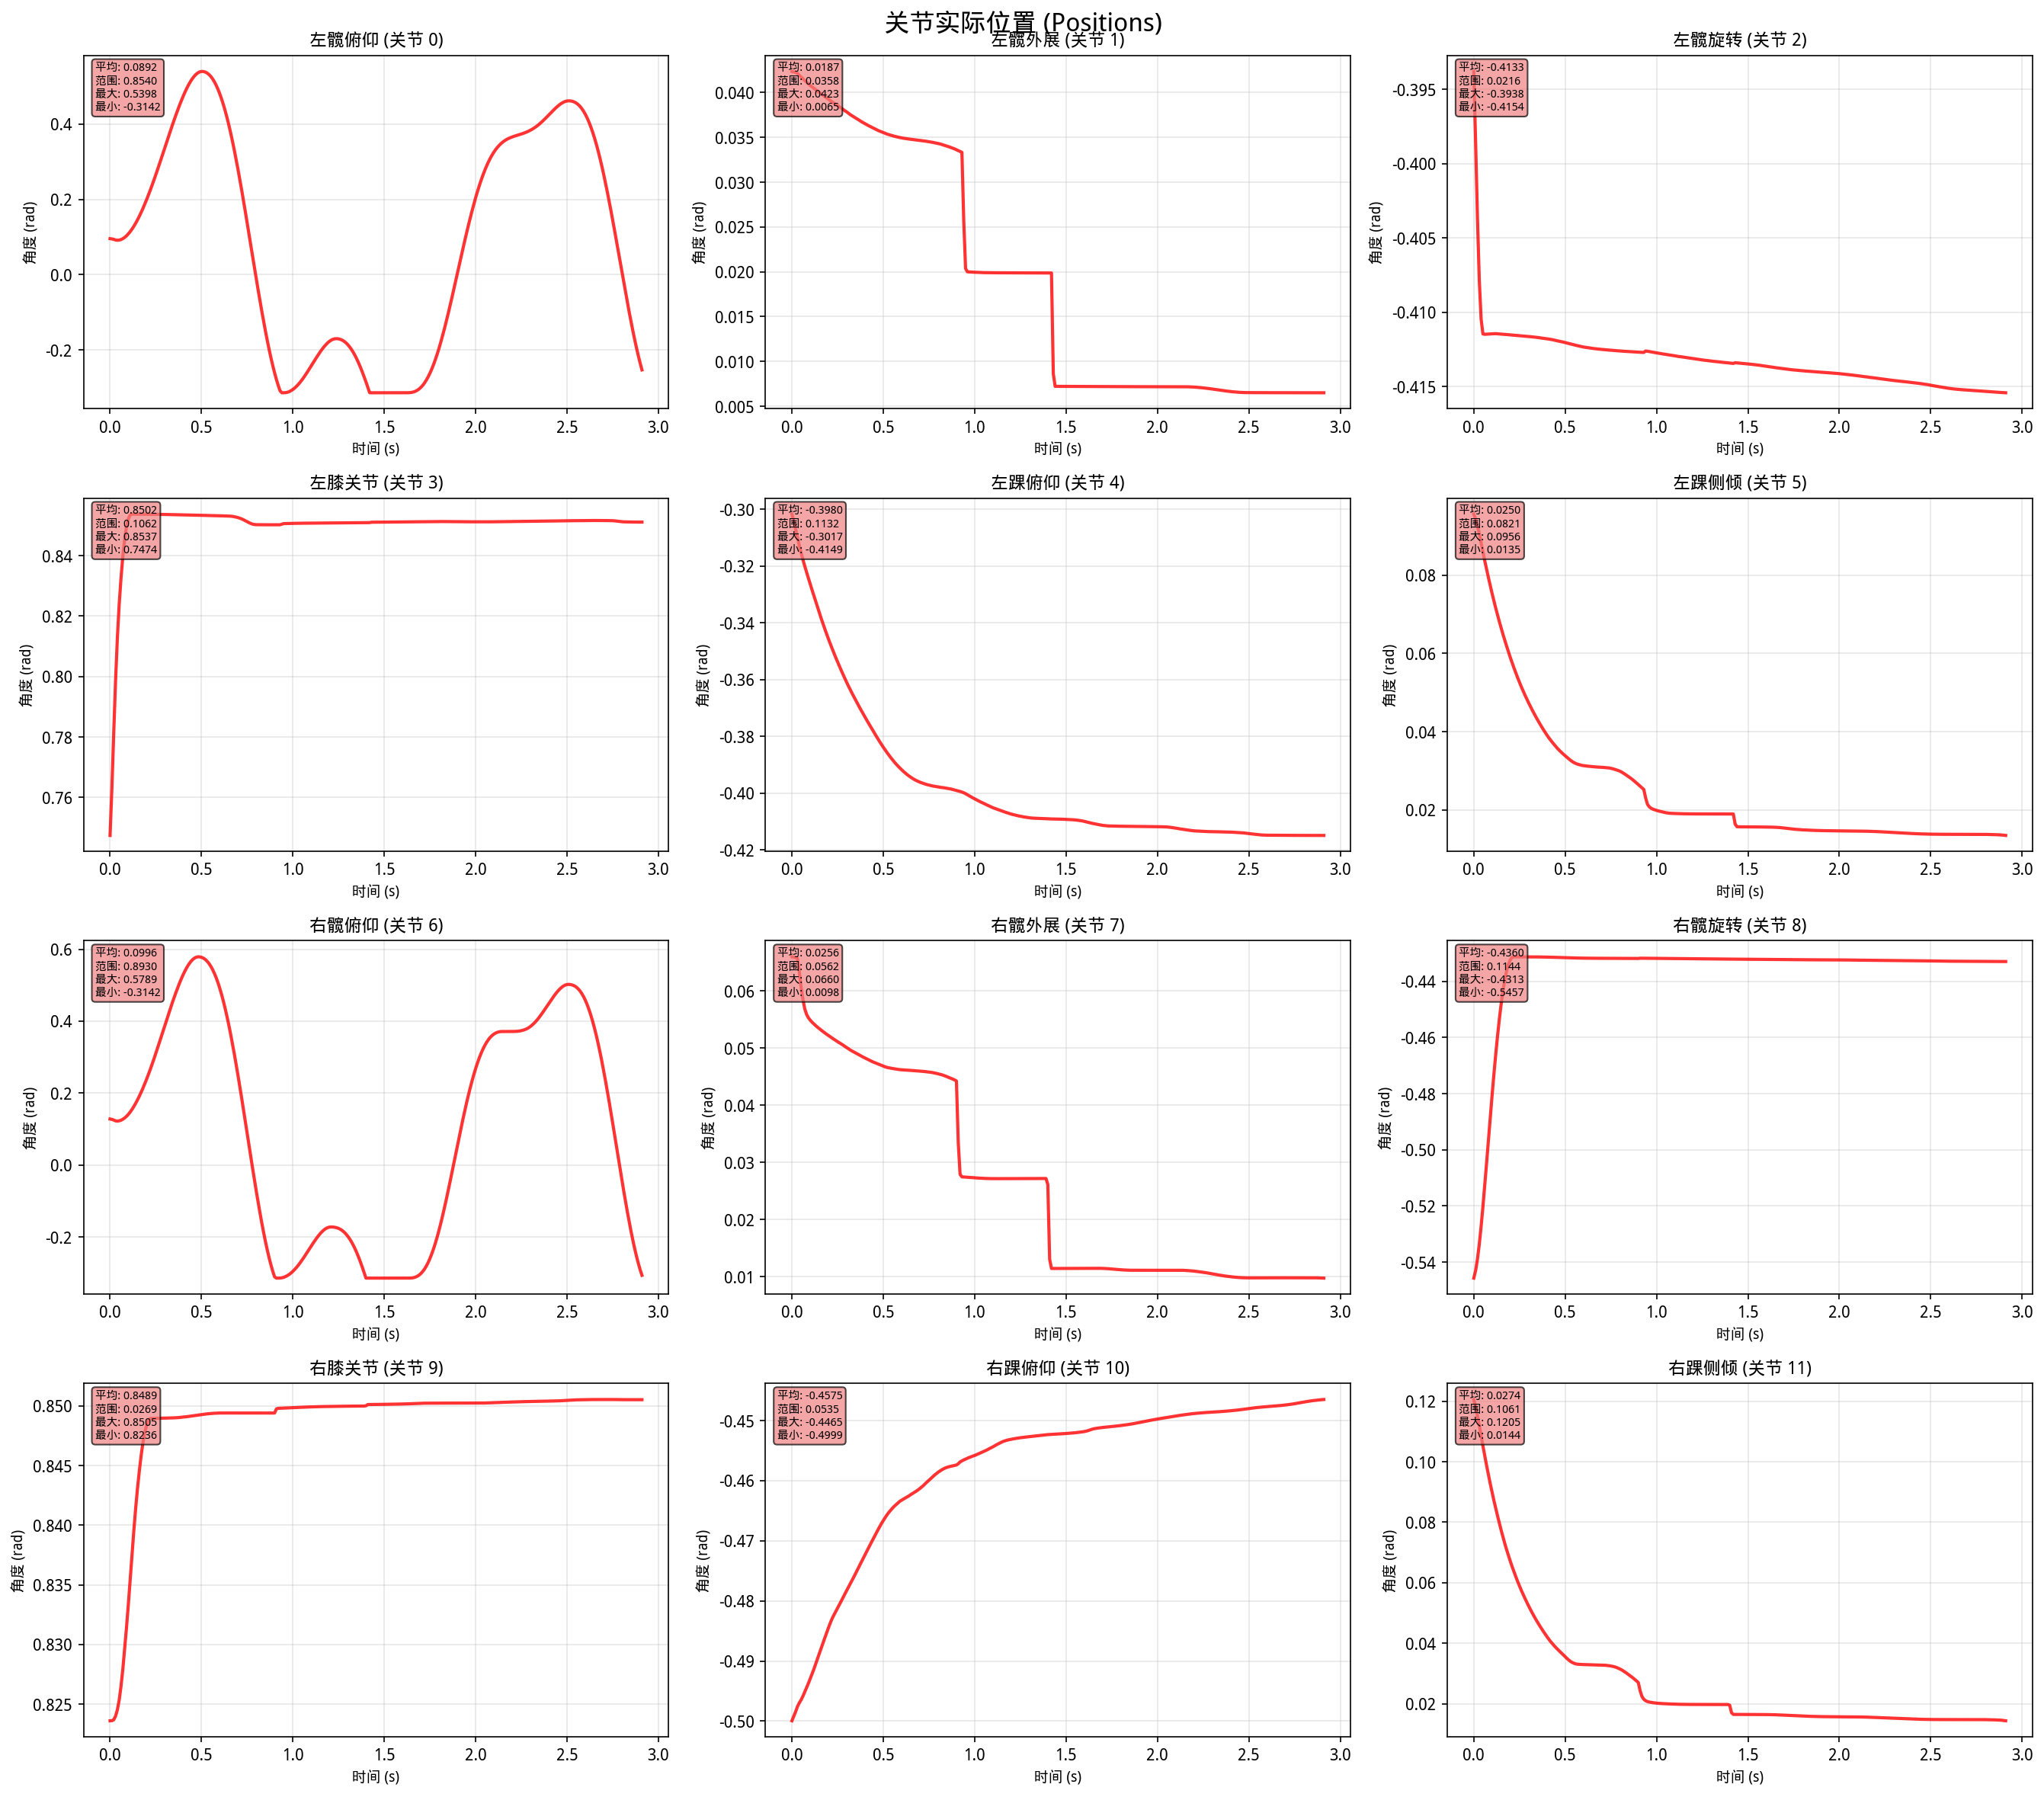 关节实际位置 (Positions)
左髋俯仰 (关节 0)
平均: 0.0892
范围: 0.8540
最大: 0.5398
最小: -0.3142
0.4
0.2
0.0
-0.2
角度 (rad)
0.0 0.5 1.0 1.5 2.0 2.5 3.0
时间 (s)
左髋外展 (关节 1)
平均: 0.0187
范围: 0.0358
最大: 0.0423
最小: 0.0065
0.040
0.035
0.030
0.025
0.020
0.015
0.010
0.005
角度 (rad)
0.0 0.5 1.0 1.5 2.0 2.5 3.0
时间 (s)
左髋旋转 (关节 2)
平均: -0.4133
范围: 0.0216
最大: -0.3938
最小: -0.4154
-0.395
-0.400
-0.405
-0.410
-0.415
角度 (rad)
0.0 0.5 1.0 1.5 2.0 2.5 3.0
时间 (s)
左膝关节 (关节 3)
平均: 0.8502
范围: 0.1062
最大: 0.8537
最小: 0.7474
0.84
0.82
0.80
0.78
0.76
角度 (rad)
0.0 0.5 1.0 1.5 2.0 2.5 3.0
时间 (s)
左踝俯仰 (关节 4)
平均: -0.3980
范围: 0.1132
最大: -0.3017
最小: -0.4149
-0.30
-0.32
-0.34
-0.36
-0.38
-0.40
-0.42
角度 (rad)
0.0 0.5 1.0 1.5 2.0 2.5 3.0
时间 (s)
左踝侧倾 (关节 5)
平均: 0.0250
范围: 0.0821
最大: 0.0956
最小: 0.0135
0.08
0.06
0.04
0.02
角度 (rad)
0.0 0.5 1.0 1.5 2.0 2.5 3.0
时间 (s)
右髋俯仰 (关节 6)
平均: 0.0996
范围: 0.8930
最大: 0.5789
最小: -0.3142
0.6
0.4
0.2
0.0
-0.2
角度 (rad)
0.0 0.5 1.0 1.5 2.0 2.5 3.0
时间 (s)
右髋外展 (关节 7)
平均: 0.0256
范围: 0.0562
最大: 0.0660
最小: 0.0098
0.06
0.05
0.04
0.03
0.02
0.01
角度 (rad)
0.0 0.5 1.0 1.5 2.0 2.5 3.0
时间 (s)
右髋旋转 (关节 8)
平均: -0.4360
范围: 0.1144
最大: -0.4313
最小: -0.5457
-0.44
-0.46
-0.48
-0.50
-0.52
-0.54
角度 (rad)
0.0 0.5 1.0 1.5 2.0 2.5 3.0
时间 (s)
右膝关节 (关节 9)
平均: 0.8489
范围: 0.0269
最大: 0.8505
最小: 0.8236
0.850
0.845
0.840
0.835
0.830
0.825
角度 (rad)
0.0 0.5 1.0 1.5 2.0 2.5 3.0
时间 (s)
右踝俯仰 (关节 10)
平均: -0.4575
范围: 0.0535
最大: -0.4465
最小: -0.4999
-0.45
-0.46
-0.47
-0.48
-0.49
-0.50
角度 (rad)
0.0 0.5 1.0 1.5 2.0 2.5 3.0
时间 (s)
右踝侧倾 (关节 11)
平均: 0.0274
范围: 0.1061
最大: 0.1205
最小: 0.0144
0.12
0.10
0.08
0.06
0.04
0.02
角度 (rad)
0.0 0.5 1.0 1.5 2.0 2.5 3.0
时间 (s)